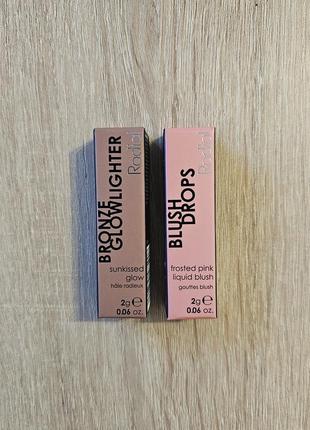 BRONZE
GLOWLIGHTER
Rodial
sunkissed
glow
hâle radieux
2g ℮
0.06 oz.
BLUSH
DROPS
Rodial
frosted pink
liquid blush
gouttes blush
2g ℮
0.06 oz.